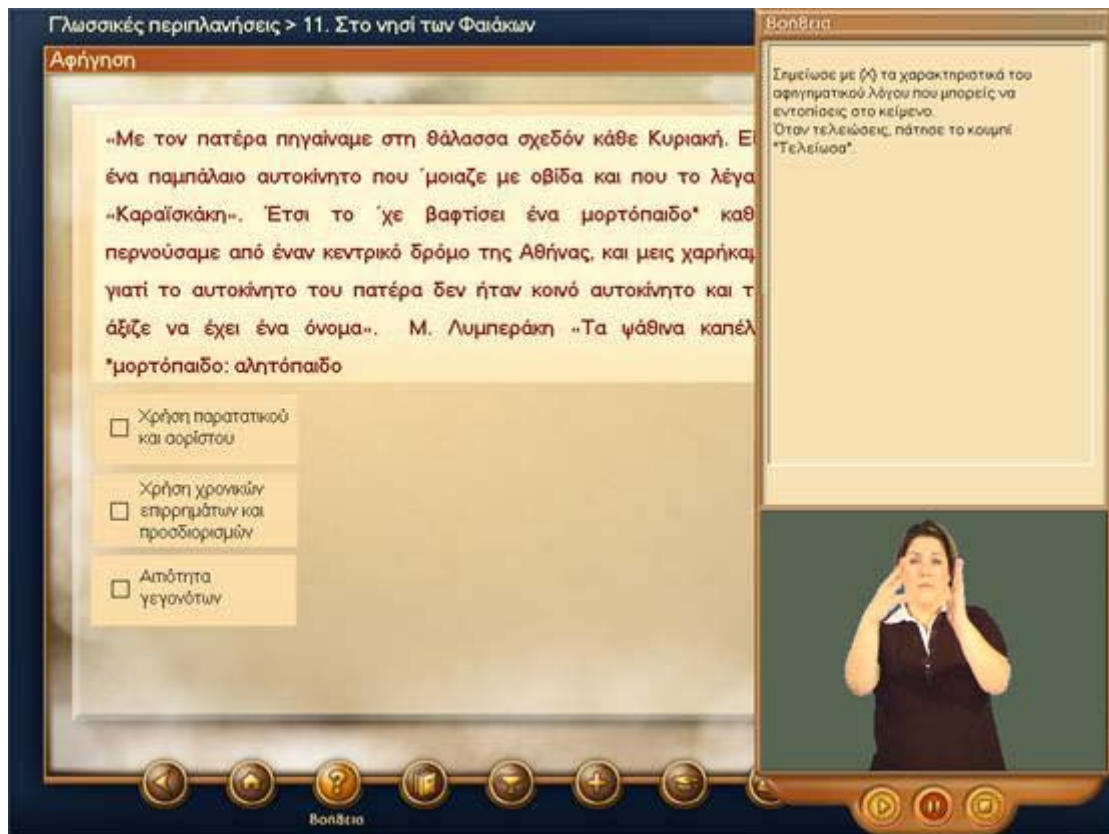 Γλωσσικές περιπλανήσεις > 11. Στο νησί των Φαιάκων
Αφήγηση
«Με τον πατέρα πηγαίναμε στη θάλασσα σχεδόν κάθε Κυριακή.
ένα παμπάλαιο αυτοκίνητο που ΄μοιαζε με οβίδα και που το λέγα
«Καραϊσκάκη». Έτσι το ΄χε βαφτίσει ένα μορτόπαιδο* καθ
περνούσαμε από έναν κεντρικό δρόμο της Αθήνας, και μεις χαρήκαμ
γιατί το αυτοκίνητο του πατέρα δεν ήταν κοινό αυτοκίνητο και τ
άξιζε να έχει ένα όνομα«. Μ. Λυμπεράκη «Τα ψάθινα καπέλ
*μορτόπαιδο: αλητόπαιδο
Χρήση παρατατικού
και αορίστου
Χρήση χρονικών
επιρρημάτων και
προσδιορισμών
Αιτιότητα
γεγονότων
Βοήθεια
Βοήθεια
Σημείωσε με (Χ) τα χαρακτηριστικά του
αφηγηματικού λόγου που μπορείς να
εντοπίσεις στο κείμενο.
Όταν τελειώσεις, πάτησε το κουμπί
"Τελείωσα".